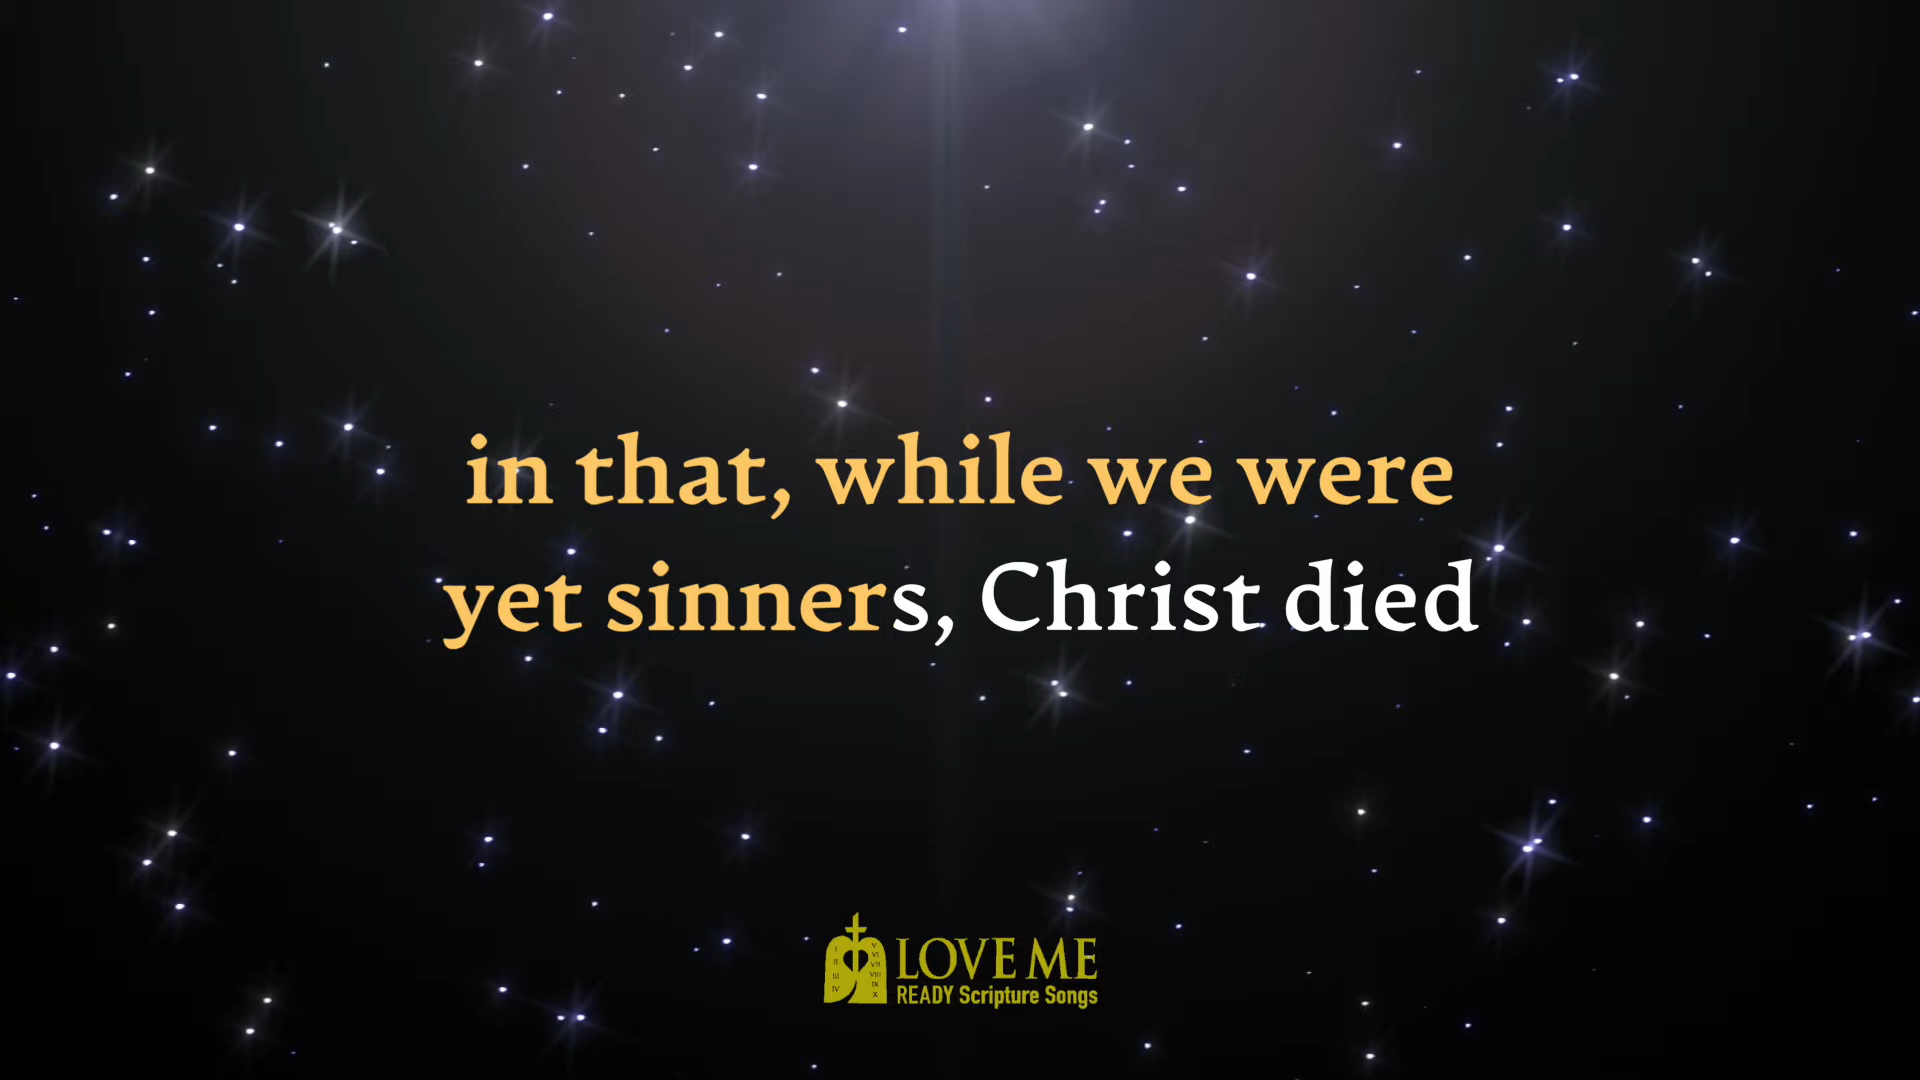 in that, while we were
yet sinners, Christ died
LOVE ME
READY Scripture Songs